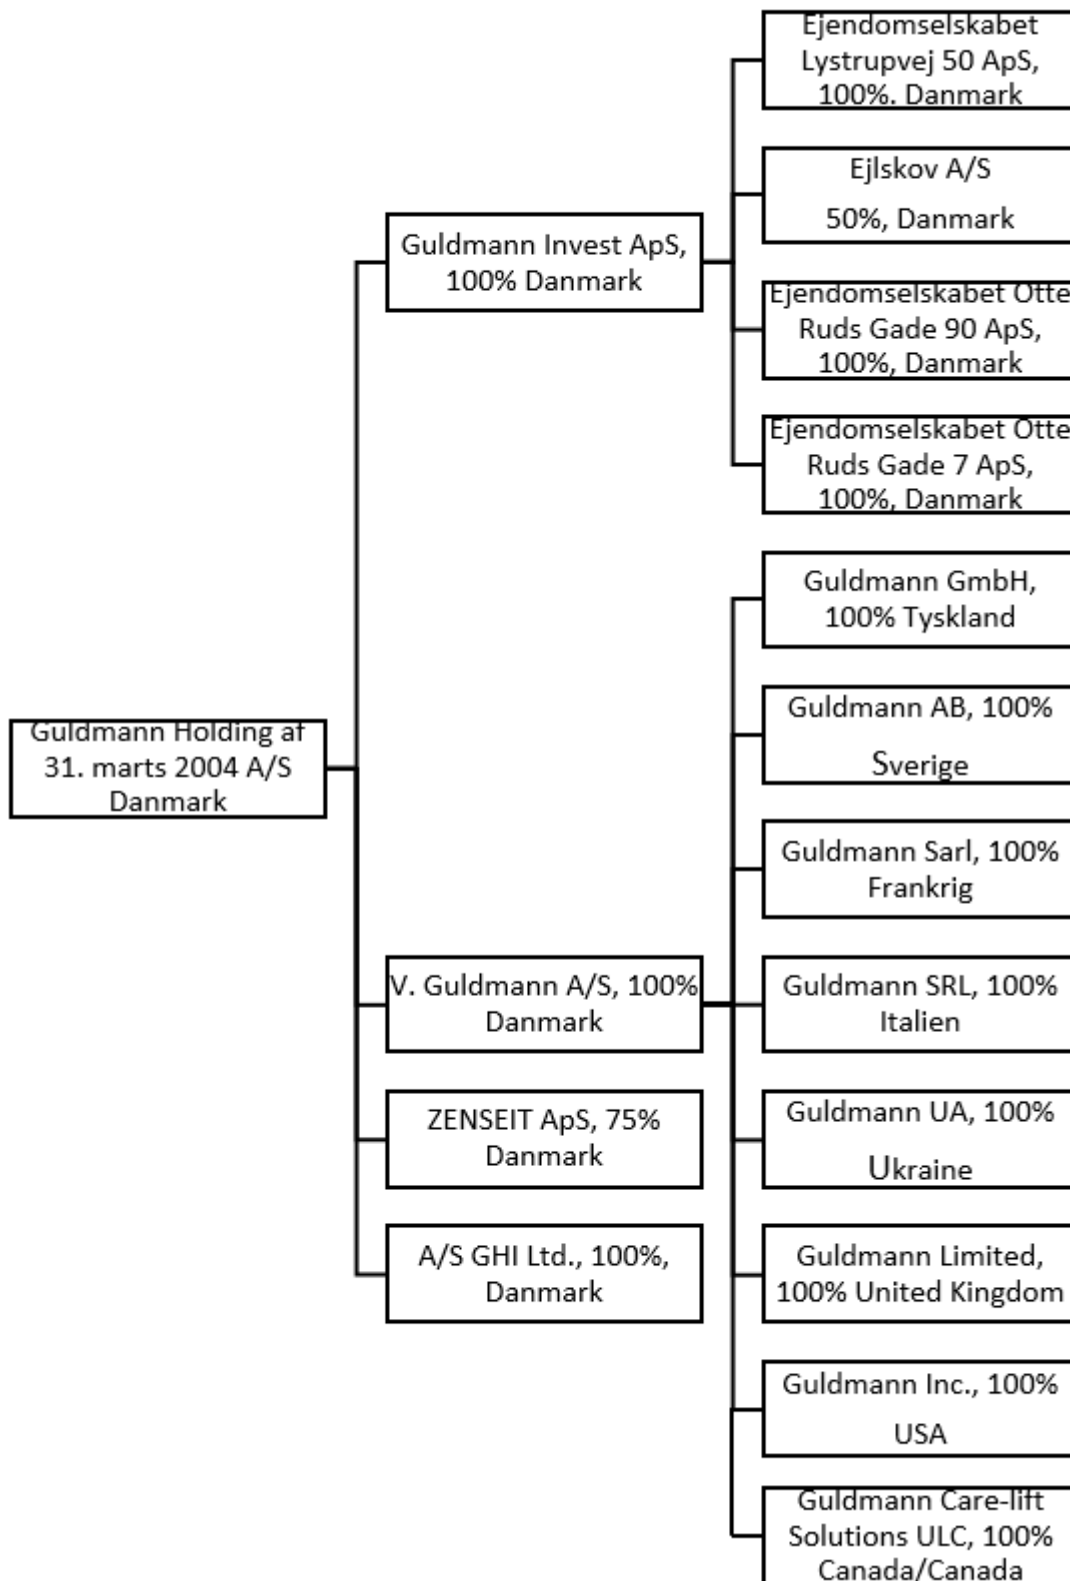 Ejendomselskabet
Lystrupvej 50 ApS,
100%. Danmark
Ejlskov A/S
50%, Danmark
Guldmann Invest ApS,
100% Danmark
Ejendomselskabet Otte
Ruds Gade 90 ApS,
100%, Danmark
Ejendomselskabet Otte
Ruds Gade 7 ApS,
100%, Danmark
Guldmann GmbH,
100% Tyskland
Guldmann AB, 100%
Sverige
Guldmann Holding af
31. marts 2004 A/S
Danmark
Guldmann Sarl, 100%
Frankrig
V. Guldmann A/S, 100%
Danmark
Guldmann SRL, 100%
Italien
ZENSEIT ApS, 75%
Danmark
Guldmann UA, 100%
Ukraine
A/S GHI Ltd., 100%,
Danmark
Guldmann Limited,
100% United Kingdom
Guldmann Inc., 100%
USA
Guldmann Care-lift
Solutions ULC, 100%
Canada/Canada